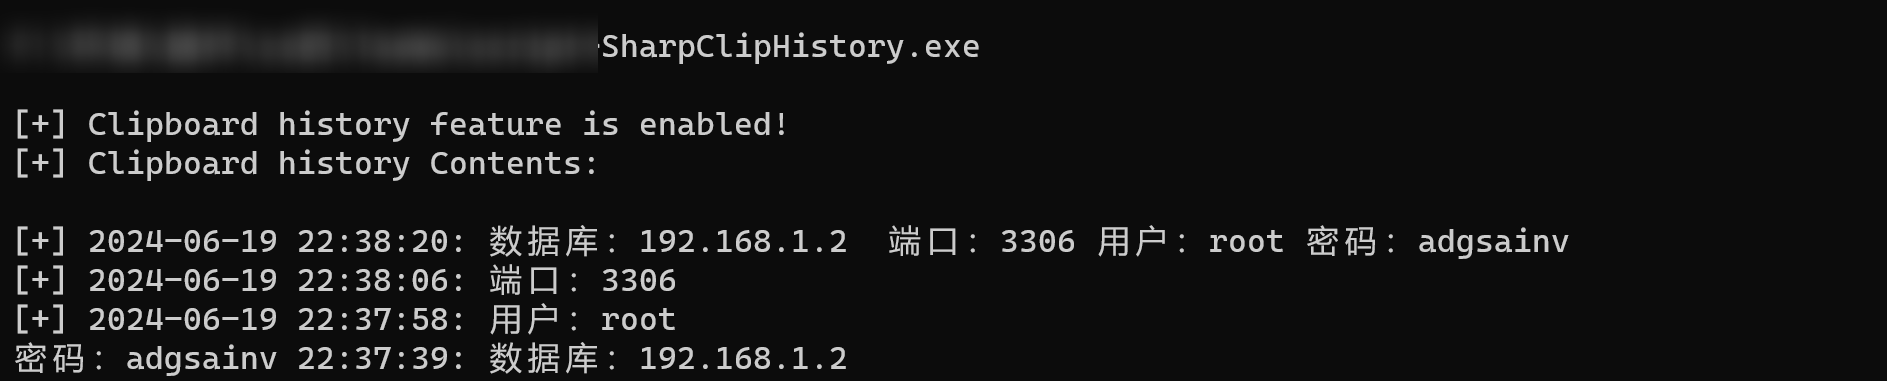 SharpClipHistory.exe
[+] Clipboard history feature is enabled!
[+] Clipboard history Contents:
[+] 2024-06-19 22:38:20: 数据库：192.168.1.2  端口：3306 用户：root 密码：adgsainv
[+] 2024-06-19 22:38:06: 端口：3306
[+] 2024-06-19 22:37:58: 用户：root
密码：adgsainv 22:37:39: 数据库：192.168.1.2